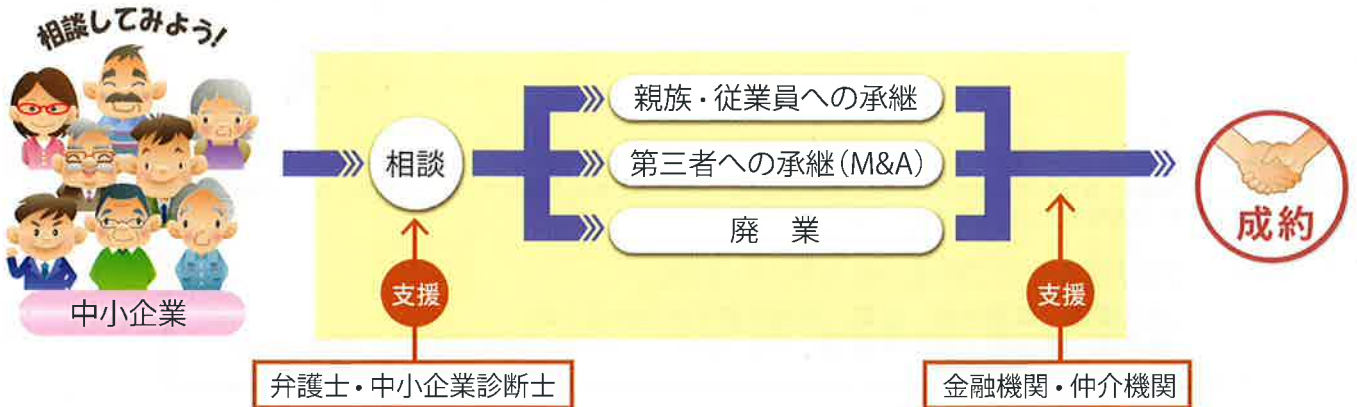 相談してみよう!
中小企業
相談
親族・従業員への承継
第三者への承継(M&A)
廃 業
支援
支援
弁護士・中小企業診断士
金融機関・仲介機関
成約